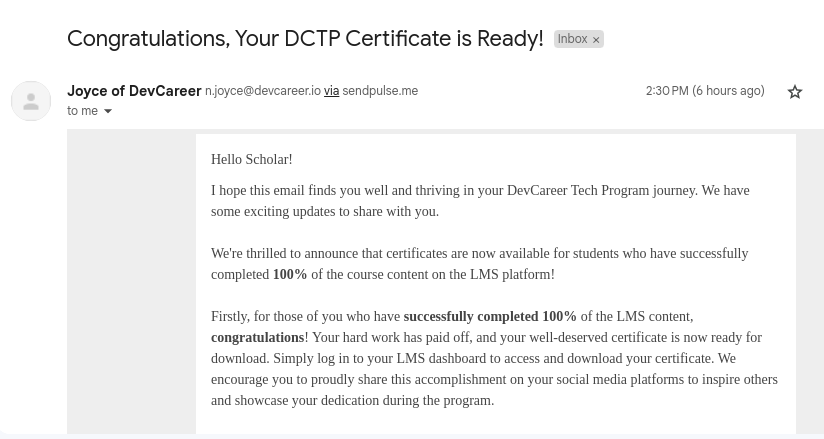 Congratulations, Your DCTP Certificate is Ready! Inbox ×
Joyce of DevCareer n.joyce@devcareer.io via sendpulse.me 2:30 PM (6 hours ago)
to me
Hello Scholar!
I hope this email finds you well and thriving in your DevCareer Tech Program journey. We have
some exciting updates to share with you.
We're thrilled to announce that certificates are now available for students who have successfully
completed 100% of the course content on the LMS platform!
Firstly, for those of you who have successfully completed 100% of the LMS content,
congratulations! Your hard work has paid off, and your well-deserved certificate is now ready for
download. Simply log in to your LMS dashboard to access and download your certificate. We
encourage you to proudly share this accomplishment on your social media platforms to inspire others
and showcase your dedication during the program.